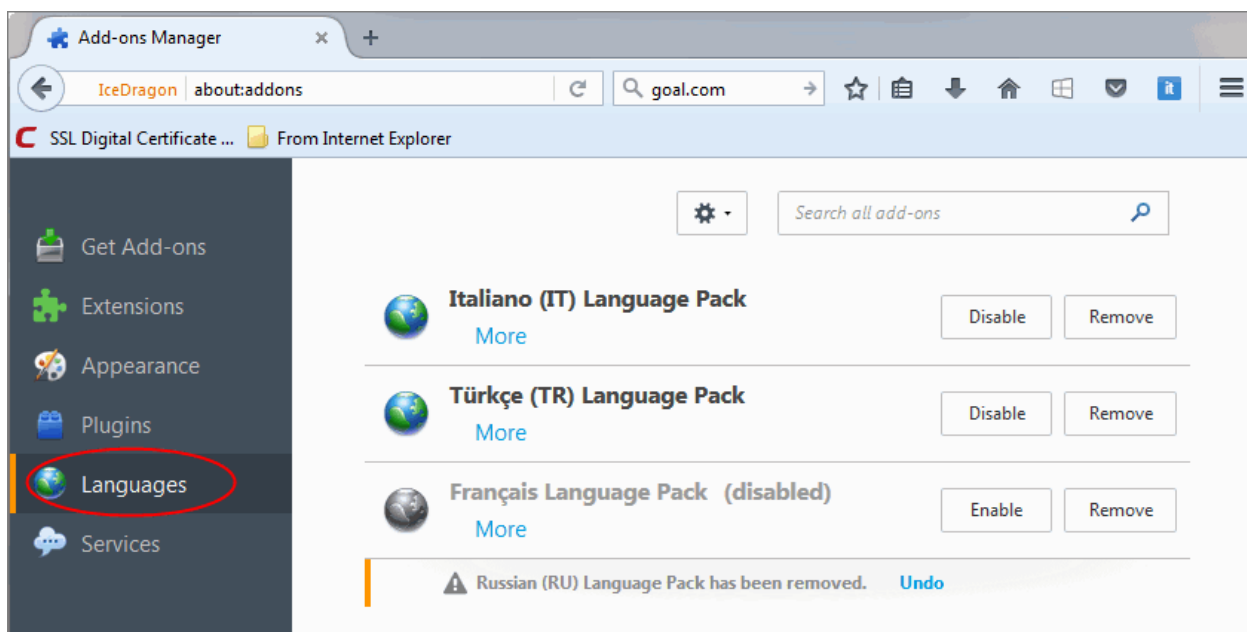 Add-ons Manager
IceDragon about:addons goal.com it
C SSL Digital Certificate ... From Internet Explorer
Search all add-ons
Get Add-ons
Extensions
Appearance
Plugins
Languages
Services
Italiano (IT) Language Pack
More
Disable Remove
Türkçe (TR) Language Pack
More
Disable Remove
Français Language Pack (disabled)
More
Enable Remove
Russian (RU) Language Pack has been removed. Undo